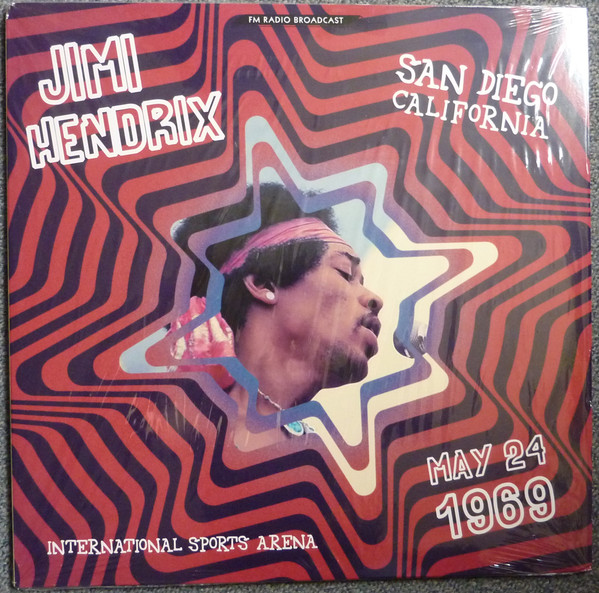 FM RADIO BROADCAST
JIMI
HENDRIX
SAN DIEGO
CALIFORNIA
MAY 24
1969
INTERNATIONAL SPORTS ARENA